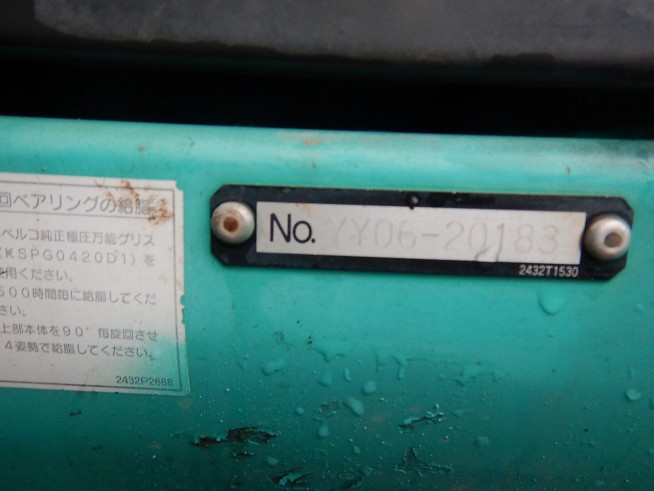 回ベアリングの給脂
ベルコ純正極圧万能グリス
(KSPG0420D1)を
使用ください。
500時間毎に給脂してくだ
さい。
上部本体を90゜毎旋回させ
4姿勢で給脂してください。
2432P2688
No. YY06-20183
2432T1530